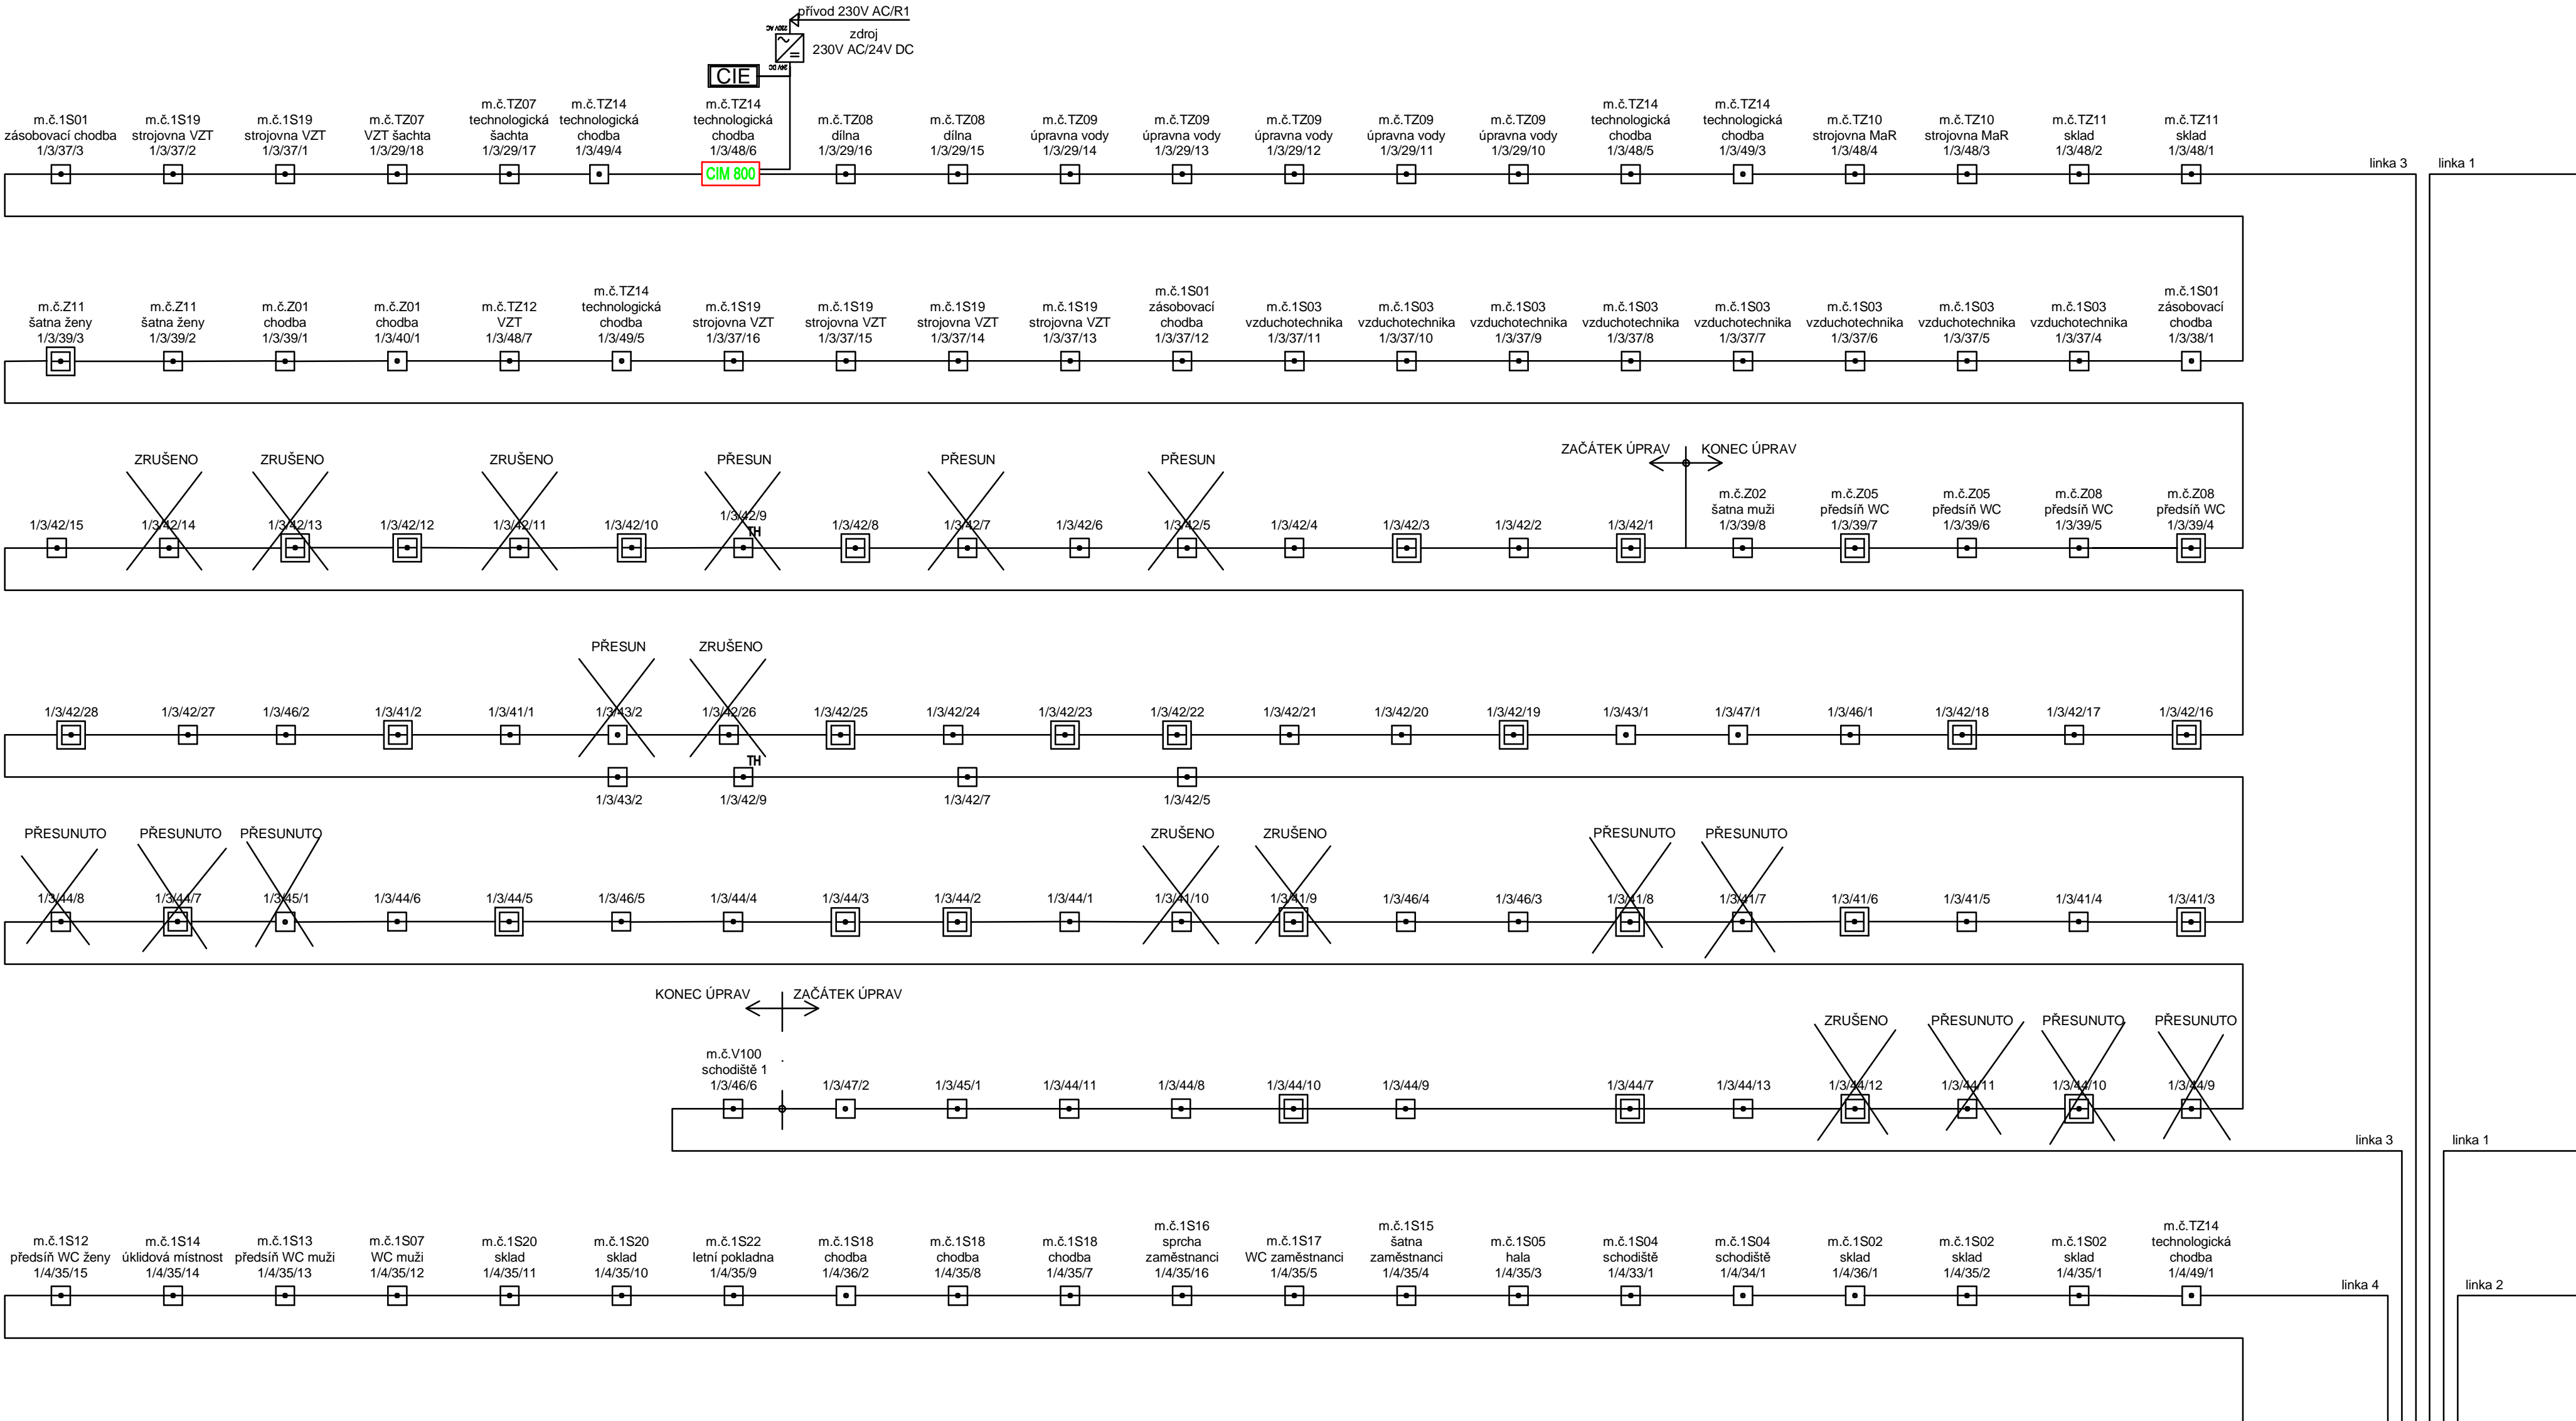 přívod 230V AC/R1
230V AC
zdroj
230V AC/24V DC
24V DC
CIE
m.č.1S01
zásobovací chodba
1/3/37/3
m.č.1S19
strojovna VZT
1/3/37/2
m.č.1S19
strojovna VZT
1/3/37/1
m.č.TZ07
VZT šachta
1/3/29/18
m.č.TZ07
technologická
šachta
1/3/29/17
m.č.TZ14
technologická
chodba
1/3/49/4
m.č.TZ14
technologická
chodba
1/3/48/6
CIM 800
m.č.TZ08
dílna
1/3/29/16
m.č.TZ08
dílna
1/3/29/15
m.č.TZ09
úpravna vody
1/3/29/14
m.č.TZ09
úpravna vody
1/3/29/13
m.č.TZ09
úpravna vody
1/3/29/12
m.č.TZ09
úpravna vody
1/3/29/11
m.č.TZ09
úpravna vody
1/3/29/10
m.č.TZ14
technologická
chodba
1/3/48/5
m.č.TZ14
technologická
chodba
1/3/49/3
m.č.TZ10
strojovna MaR
1/3/48/4
m.č.TZ10
strojovna MaR
1/3/48/3
m.č.TZ11
sklad
1/3/48/2
m.č.TZ11
sklad
1/3/48/1
linka 3
linka 1
m.č.Z11
šatna ženy
1/3/39/3
m.č.Z11
šatna ženy
1/3/39/2
m.č.Z01
chodba
1/3/39/1
m.č.Z01
chodba
1/3/40/1
m.č.TZ12
VZT
1/3/48/7
m.č.TZ14
technologická
chodba
1/3/49/5
m.č.1S19
strojovna VZT
1/3/37/16
m.č.1S19
strojovna VZT
1/3/37/15
m.č.1S19
strojovna VZT
1/3/37/14
m.č.1S19
strojovna VZT
1/3/37/13
m.č.1S01
zásobovací
chodba
1/3/37/12
m.č.1S03
vzduchotechnika
1/3/37/11
m.č.1S03
vzduchotechnika
1/3/37/10
m.č.1S03
vzduchotechnika
1/3/37/9
m.č.1S03
vzduchotechnika
1/3/37/8
m.č.1S03
vzduchotechnika
1/3/37/7
m.č.1S03
vzduchotechnika
1/3/37/6
m.č.1S03
vzduchotechnika
1/3/37/5
m.č.1S03
vzduchotechnika
1/3/37/4
m.č.1S01
zásobovací
chodba
1/3/38/1
1/3/42/15
ZRUŠENO
1/3/42/14
ZRUŠENO
1/3/42/13
1/3/42/12
ZRUŠENO
1/3/42/11
1/3/42/10
PŘESUN
1/3/42/9
TH
1/3/42/8
PŘESUN
1/3/42/7
1/3/42/6
PŘESUN
1/3/42/5
1/3/42/4
1/3/42/3
1/3/42/2
1/3/42/1
ZAČÁTEK ÚPRAV
KONEC ÚPRAV
m.č.Z02
šatna muži
1/3/39/8
m.č.Z05
předsíň WC
1/3/39/7
m.č.Z05
předsíň WC
1/3/39/6
m.č.Z08
předsíň WC
1/3/39/5
m.č.Z08
předsíň WC
1/3/39/4
1/3/42/28
1/3/42/27
1/3/46/2
1/3/41/2
1/3/41/1
PŘESUN
1/3/43/2
ZRUŠENO
1/3/42/26
1/3/42/25
1/3/42/24
1/3/42/23
1/3/42/22
1/3/42/21
1/3/42/20
1/3/42/19
1/3/43/1
1/3/47/1
1/3/46/1
1/3/42/18
1/3/42/17
1/3/42/16
1/3/43/2
TH
1/3/42/9
1/3/42/7
1/3/42/5
PŘESUNUTO
1/3/44/8
PŘESUNUTO
1/3/44/7
PŘESUNUTO
1/3/45/1
1/3/44/6
1/3/44/5
1/3/46/5
1/3/44/4
1/3/44/3
1/3/44/2
1/3/44/1
ZRUŠENO
1/3/41/10
ZRUŠENO
1/3/41/9
1/3/46/4
1/3/46/3
PŘESUNUTO
1/3/41/8
PŘESUNUTO
1/3/41/7
1/3/41/6
1/3/41/5
1/3/41/4
1/3/41/3
KONEC ÚPRAV
ZAČÁTEK ÚPRAV
m.č.V100
schodiště 1
1/3/46/6
1/3/47/2
1/3/45/1
1/3/44/11
1/3/44/8
1/3/44/10
1/3/44/9
1/3/44/7
1/3/44/13
ZRUŠENO
1/3/44/12
PŘESUNUTO
1/3/44/11
PŘESUNUTO
1/3/44/10
PŘESUNUTO
1/3/44/9
linka 3
linka 1
m.č.1S12
předsíň WC ženy
1/4/35/15
m.č.1S14
úklidová místnost
1/4/35/14
m.č.1S13
předsíň WC muži
1/4/35/13
m.č.1S07
WC muži
1/4/35/12
m.č.1S20
sklad
1/4/35/11
m.č.1S20
sklad
1/4/35/10
m.č.1S22
letní pokladna
1/4/35/9
m.č.1S18
chodba
1/4/36/2
m.č.1S18
chodba
1/4/35/8
m.č.1S18
chodba
1/4/35/7
m.č.1S16
sprcha
zaměstnanci
1/4/35/16
m.č.1S17
WC zaměstnanci
1/4/35/5
m.č.1S15
šatna
zaměstnanci
1/4/35/4
m.č.1S05
hala
1/4/35/3
m.č.1S04
schodiště
1/4/33/1
m.č.1S04
schodiště
1/4/34/1
m.č.1S02
sklad
1/4/36/1
m.č.1S02
sklad
1/4/35/2
m.č.1S02
sklad
1/4/35/1
m.č.TZ14
technologická
chodba
1/4/49/1
linka 4
linka 2